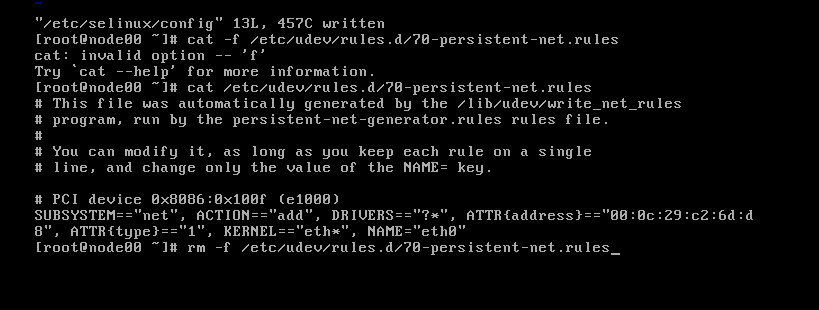 "/etc/selinux/config" 13L, 457C written
[root@node00 ~]# cat -f /etc/udev/rules.d/70-persistent-net.rules
cat: invalid option -- 'f'
Try `cat --help' for more information.
[root@node00 ~]# cat /etc/udev/rules.d/70-persistent-net.rules
# This file was automatically generated by the /lib/udev/write_net_rules
# program, run by the persistent-net-generator.rules rules file.
#
# You can modify it, as long as you keep each rule on a single
# line, and change only the value of the NAME= key.

# PCI device 0x8086:0x100f (e1000)
SUBSYSTEM=="net", ACTION=="add", DRIVERS=="?*", ATTR{address}=="00:0c:29:c2:6d:d
8", ATTR{type}=="1", KERNEL=="eth*", NAME="eth0"
[root@node00 ~]# rm -f /etc/udev/rules.d/70-persistent-net.rules_